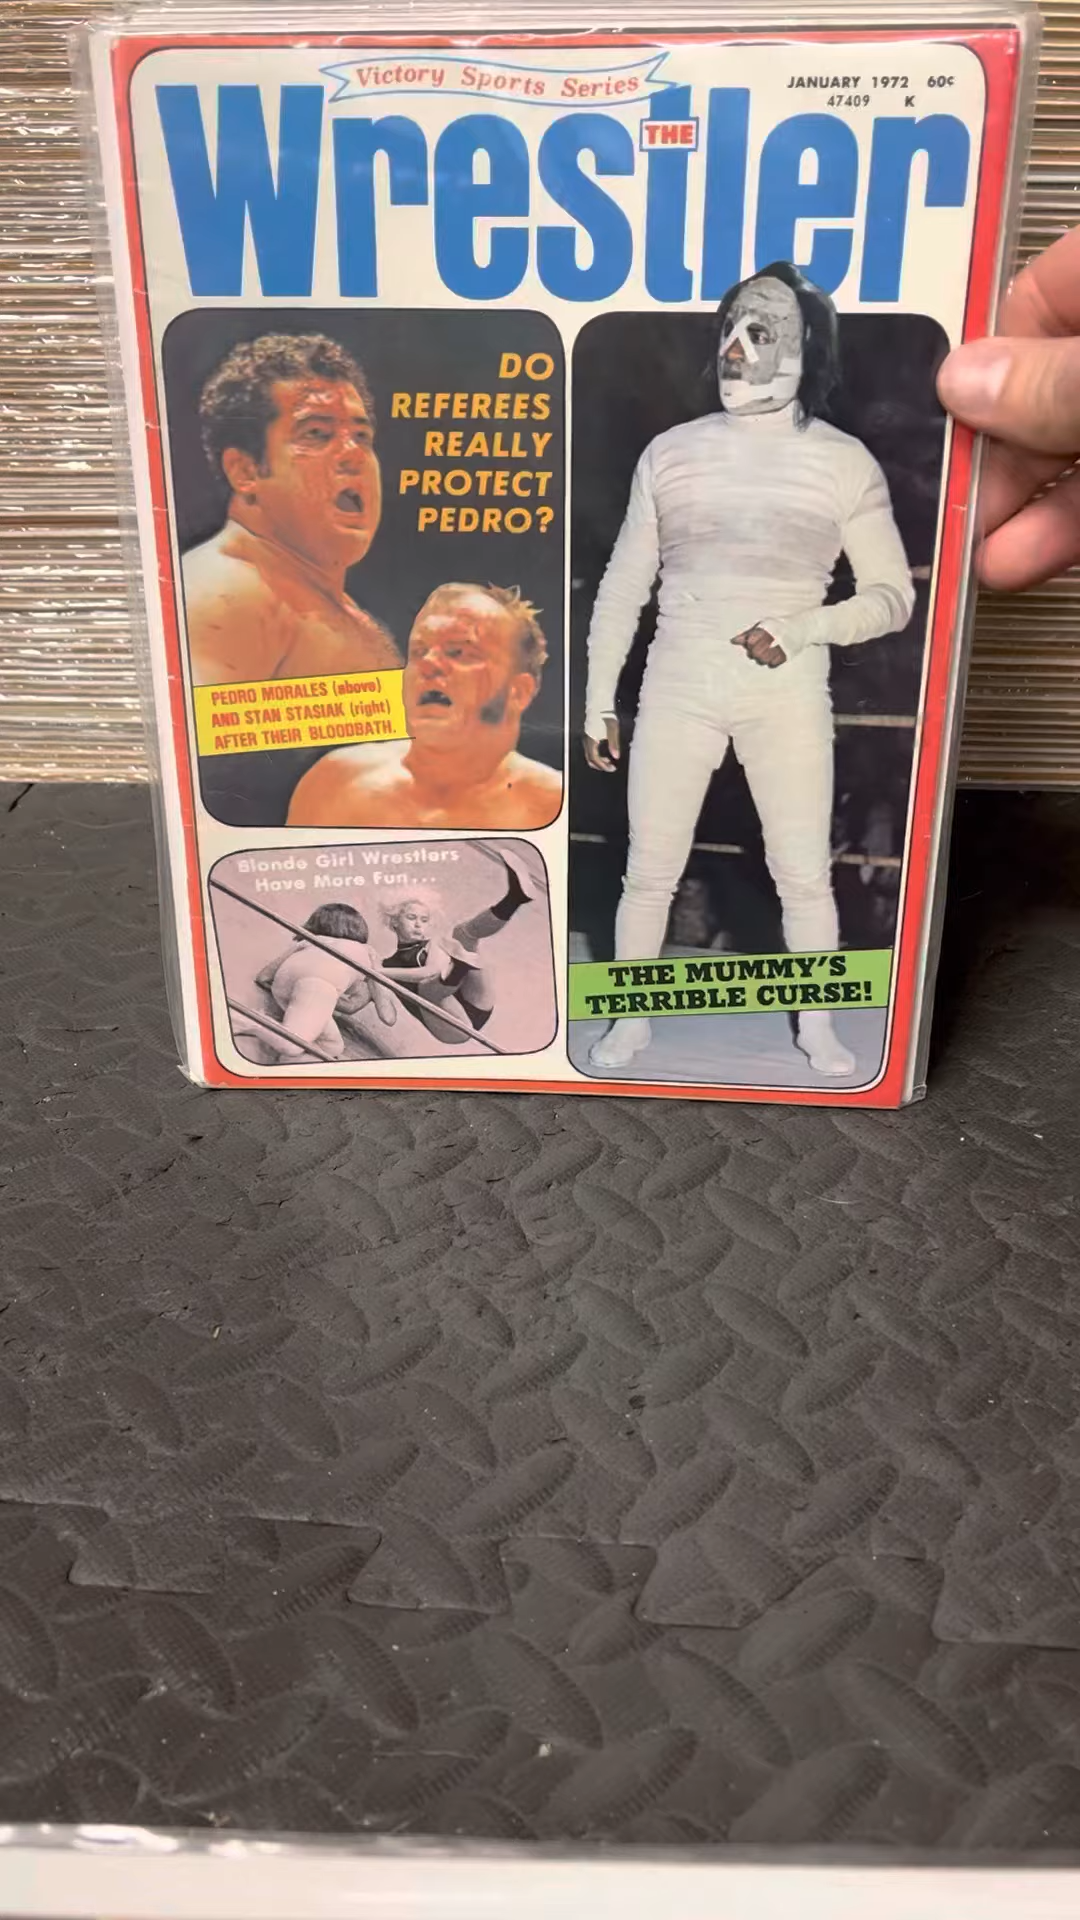 Victory Sports Series
JANUARY 1972 60¢
47409 K
THE
Wrestler
DO
REFEREES
REALLY
PROTECT
PEDRO?
PEDRO MORALES (above)
AND STAN STASIAK (right)
AFTER THEIR BLOODBATH.
Blonde Girl Wrestlers
Have More Fun...
THE MUMMY'S
TERRIBLE CURSE!